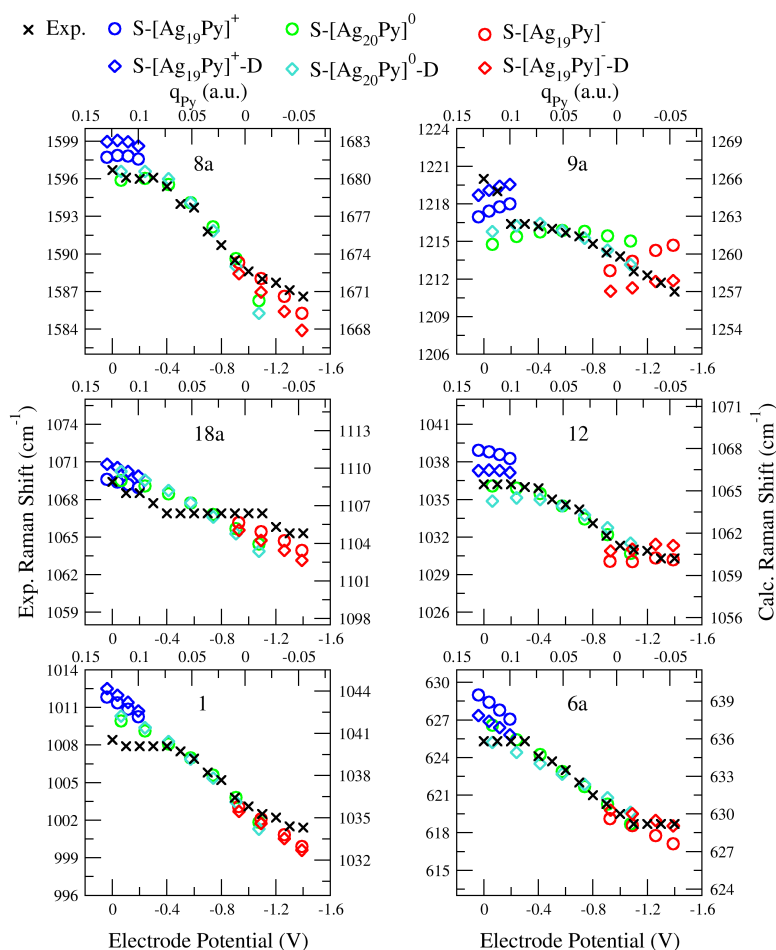 Exp. S-[Ag19Py]+ S-[Ag20Py]0 S-[Ag19Py]-
S-[Ag19Py]+-D S-[Ag20Py]0-D S-[Ag19Py]--D
qPy (a.u.) qPy (a.u.)
0.15 0.1 0.05 0 -0.05 0.15 0.1 0.05 0 -0.05
8a 9a
1599 1683 1224 1269
1596 1680 1221 1266
1593 1677 1218 1263
1590 1674 1215 1260
1587 1671 1212 1257
1584 1668 1209 1254
1206
0 -0.4 -0.8 -1.2 -1.6 0 -0.4 -0.8 -1.2 -1.6
0.15 0.1 0.05 0 -0.05 0.15 0.1 0.05 0 -0.05
18a 12
1074 1113 1041 1071
1071 1110 1038 1068
1068 1107 1035 1065
1065 1104 1032 1062
1062 1101 1029 1059
1059 1098 1026 1056
Exp. Raman Shift (cm-1)
Calc. Raman Shift (cm-1)
0 -0.4 -0.8 -1.2 -1.6 0 -0.4 -0.8 -1.2 -1.6
0.15 0.1 0.05 0 -0.05 0.15 0.1 0.05 0 -0.05
1 6a
1014 1044 630 639
1011 1041 627 636
1008 1038 624 633
1005 1035 621 630
1002 1032 618 627
999 615 624
996
0 -0.4 -0.8 -1.2 -1.6 0 -0.4 -0.8 -1.2 -1.6
Electrode Potential (V) Electrode Potential (V)